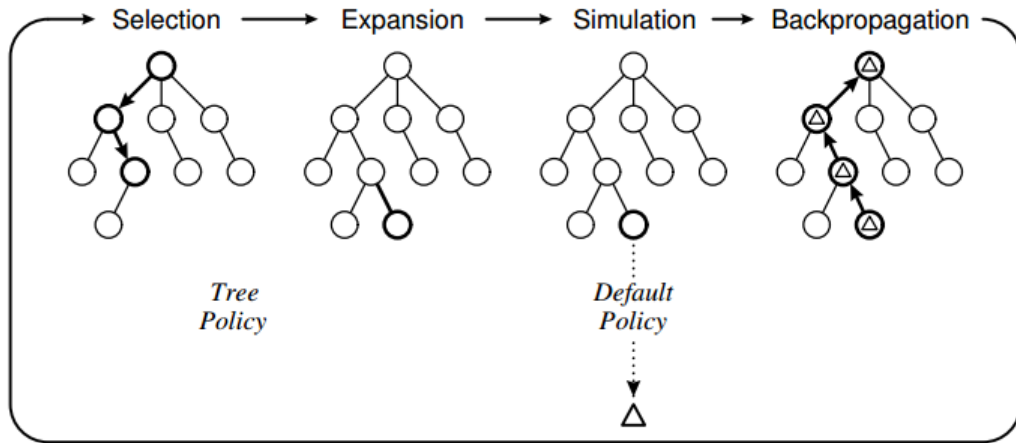 Selection Expansion Simulation Backpropagation
Tree
Policy
Default
Policy